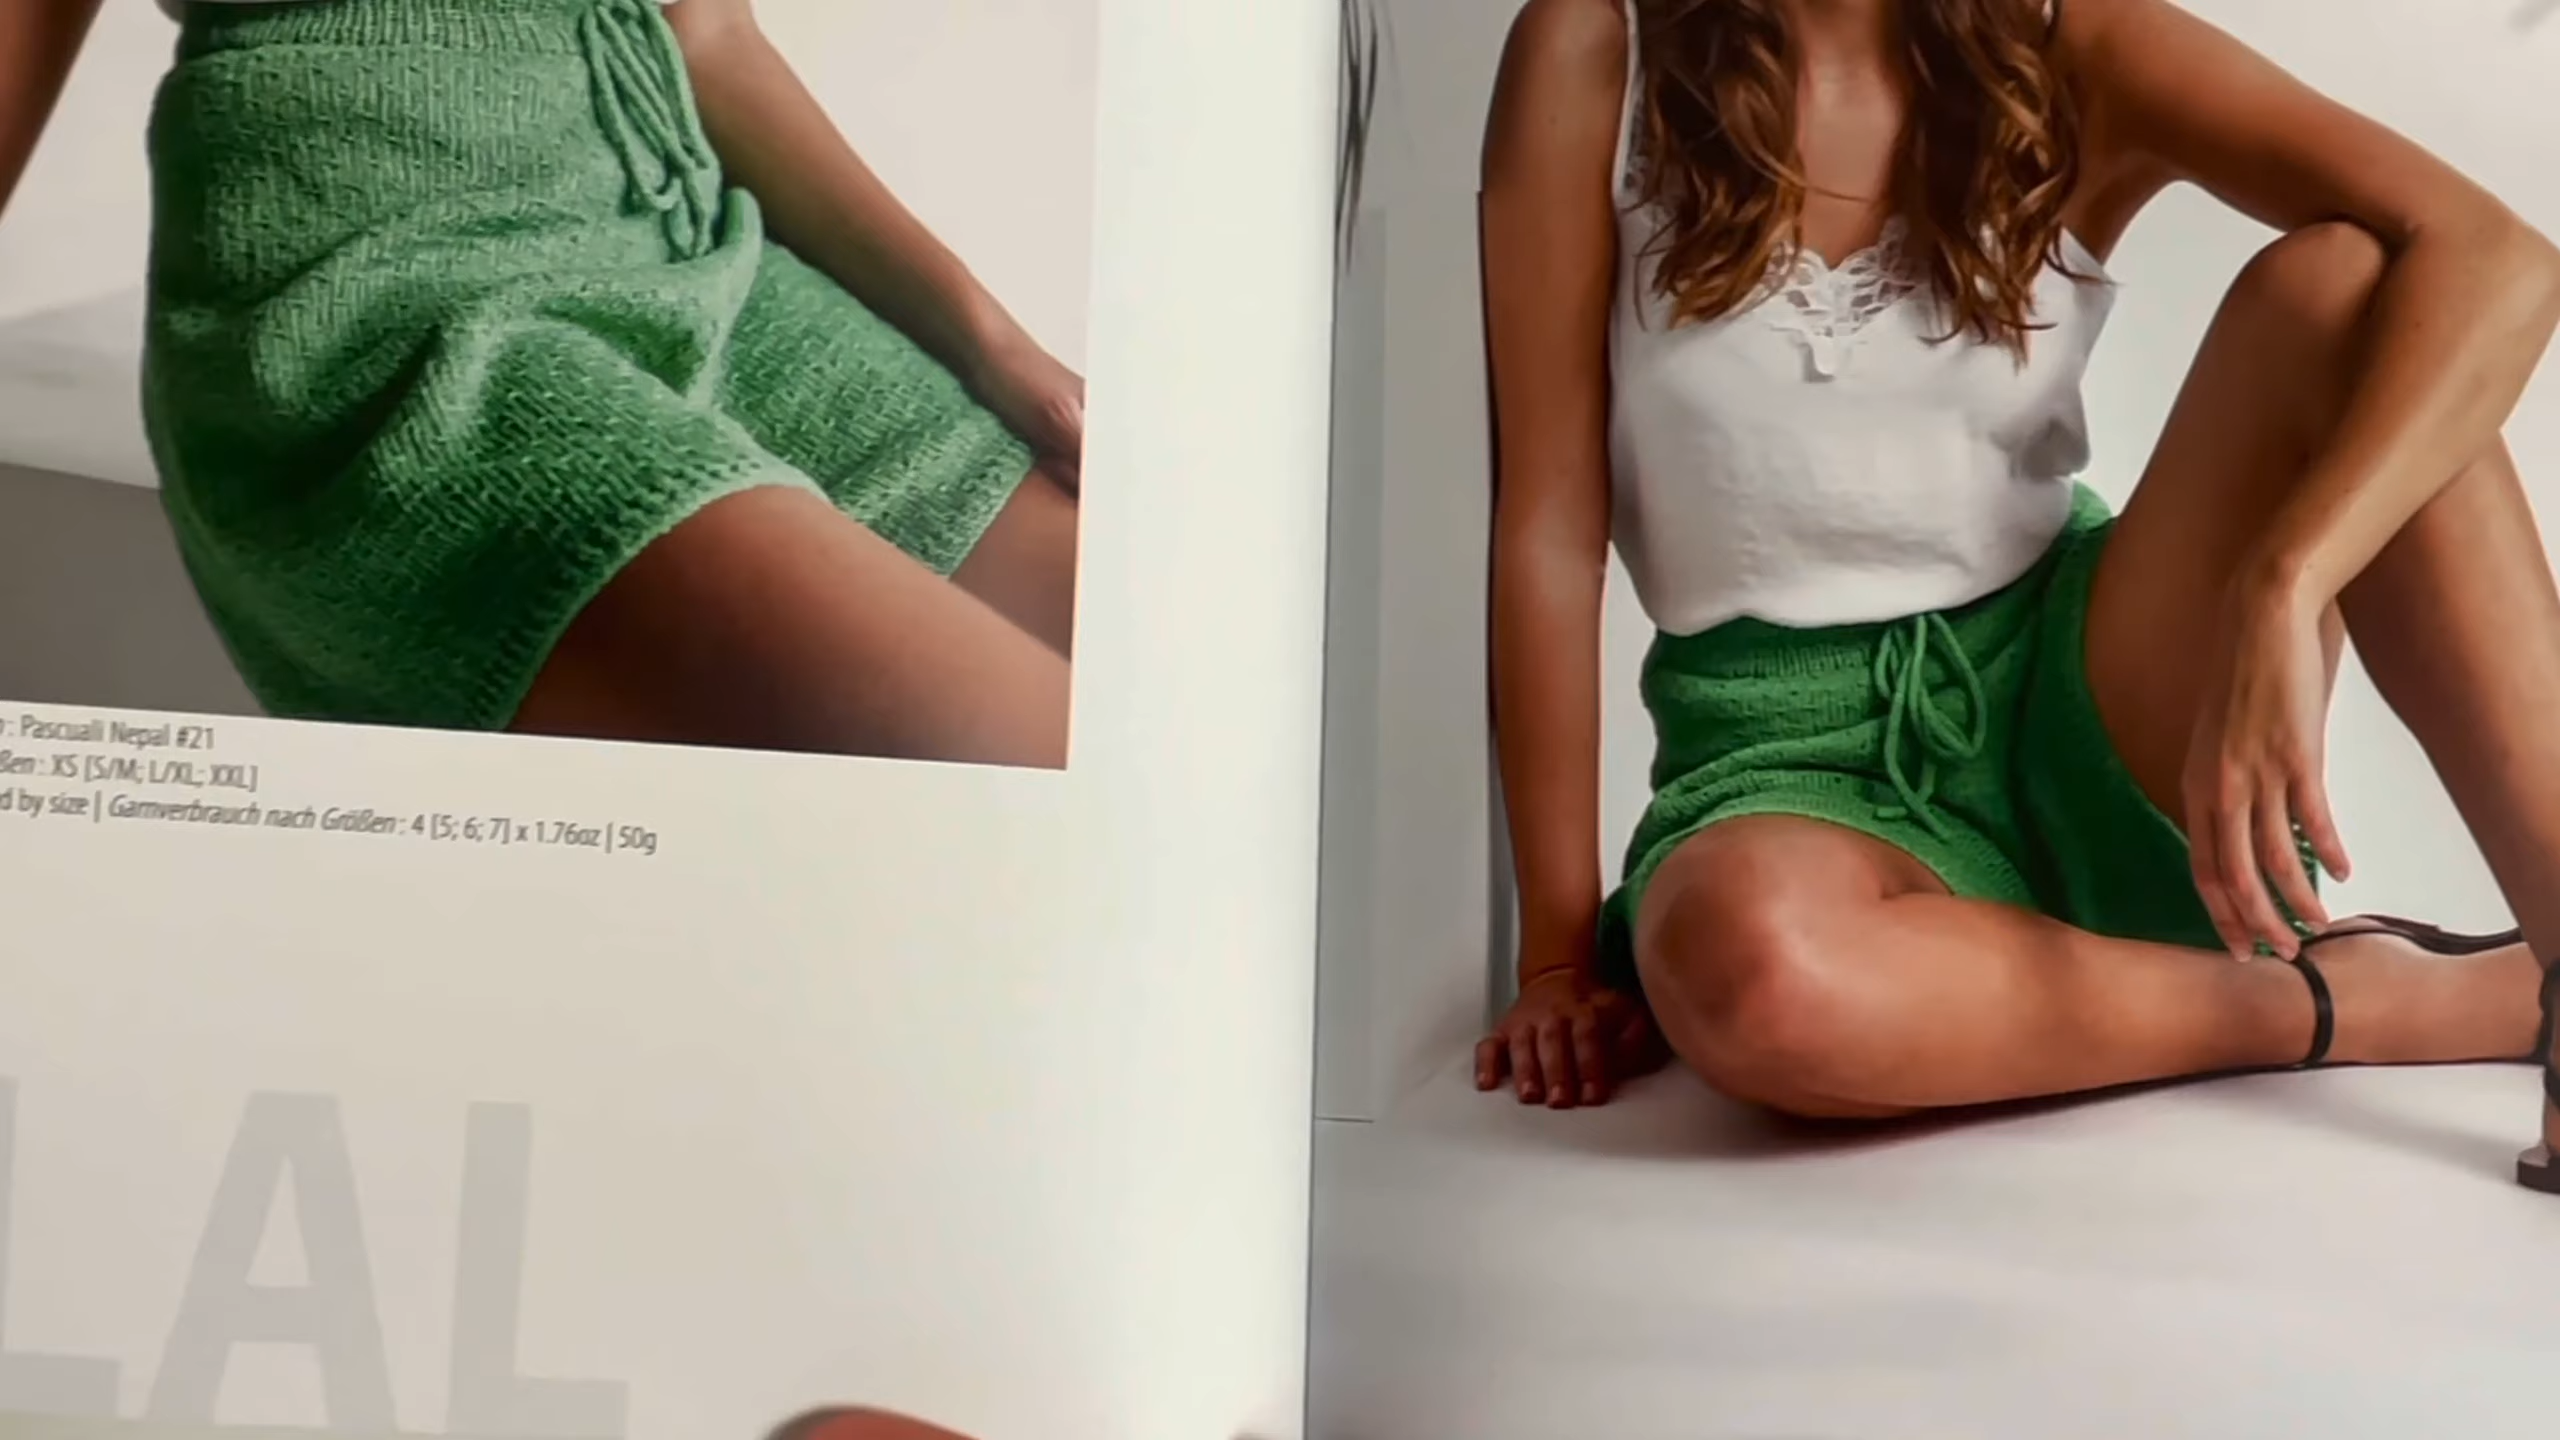 : Pascuali Nepal #21
ßen : XS [S/M; L/XL; XXL]
d by size | Garnverbrauch nach Größen : 4 [5; 6; 7] x 1.76oz | 50g
LAL